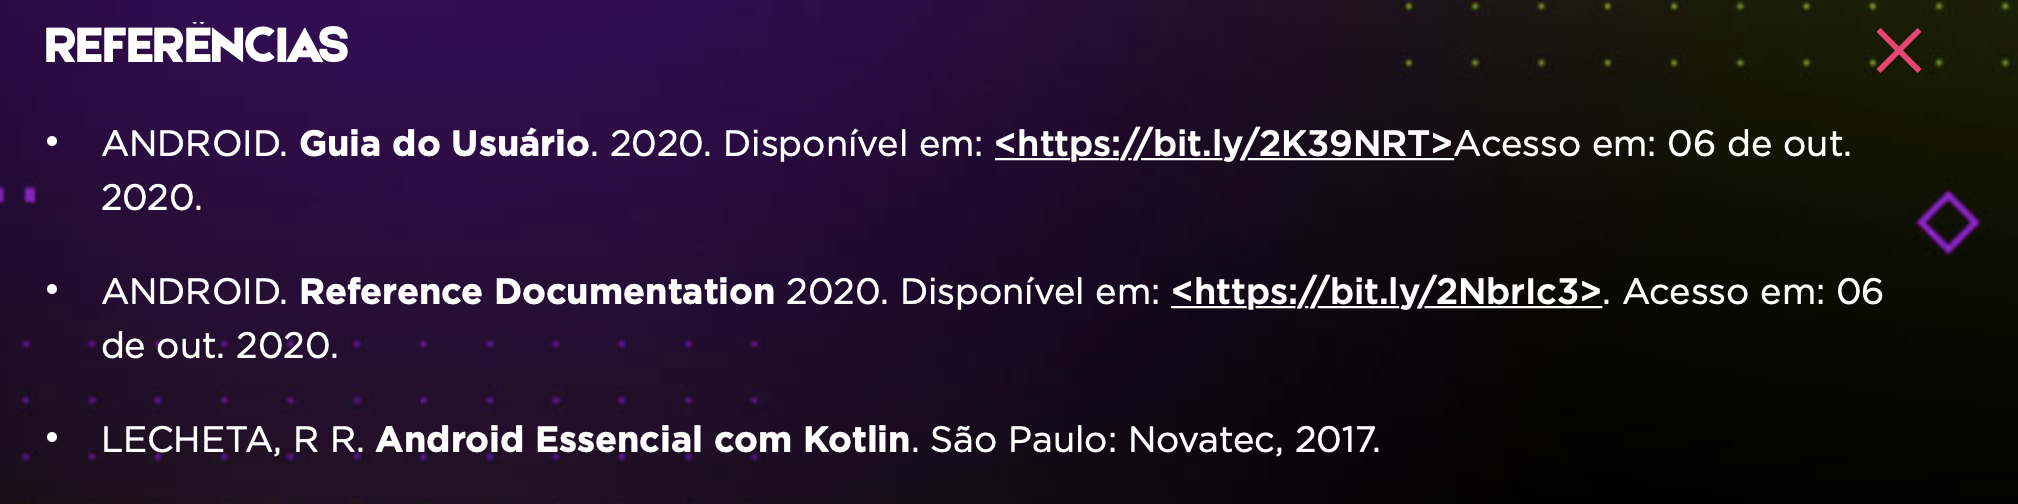 REFERÊNCIAS
• ANDROID. Guia do Usuário. 2020. Disponível em: <https://bit.ly/2K39NRT>Acesso em: 06 de out.
2020.
• ANDROID. Reference Documentation 2020. Disponível em: <https://bit.ly/2NbrIc3>. Acesso em: 06
de out. 2020.
• LECHETA, R R. Android Essencial com Kotlin. São Paulo: Novatec, 2017.